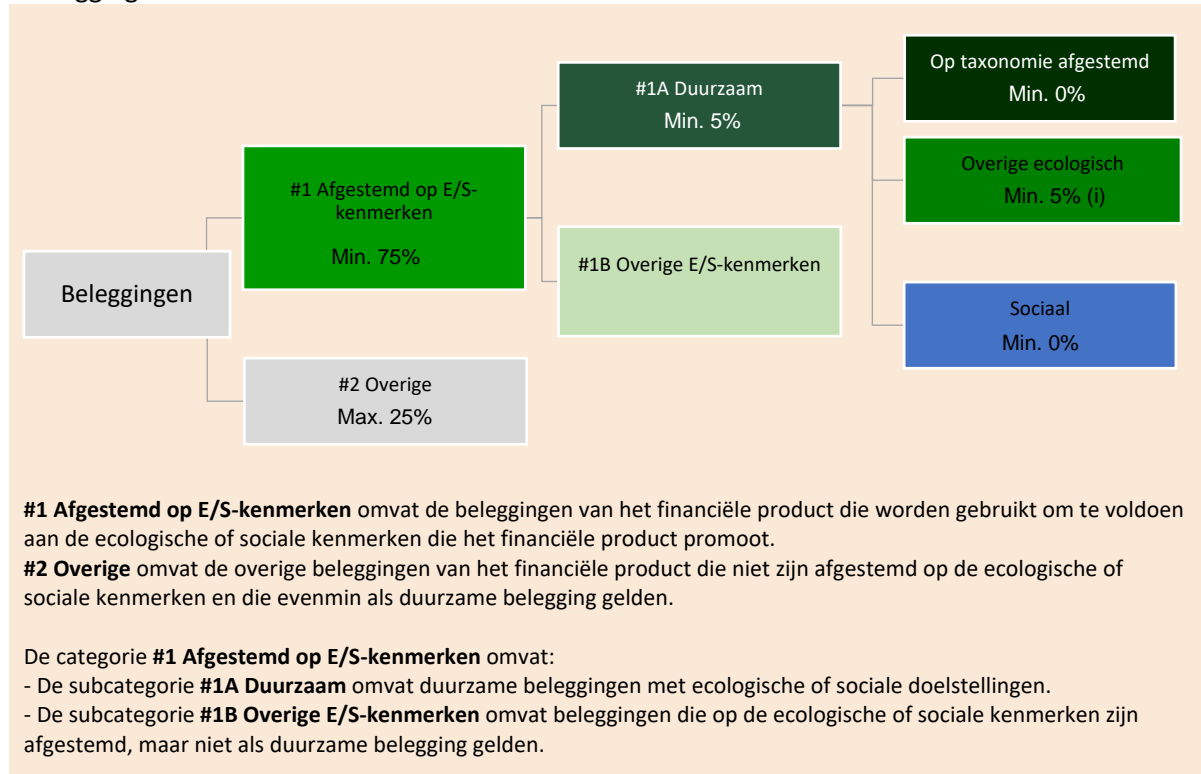 Op taxonomie afgestemd
Min. 0%
#1A Duurzaam
Min. 5%
Overige ecologisch
Min. 5% (i)
#1 Afgestemd op E/S-
kenmerken
Min. 75%
#1B Overige E/S-kenmerken
Beleggingen
Sociaal
Min. 0%
#2 Overige
Max. 25%
#1 Afgestemd op E/S-kenmerken omvat de beleggingen van het financiële product die worden gebruikt om te voldoen
aan de ecologische of sociale kenmerken die het financiële product promoot.
#2 Overige omvat de overige beleggingen van het financiële product die niet zijn afgestemd op de ecologische of
sociale kenmerken en die evenmin als duurzame belegging gelden.
De categorie #1 Afgestemd op E/S-kenmerken omvat:
- De subcategorie #1A Duurzaam omvat duurzame beleggingen met ecologische of sociale doelstellingen.
- De subcategorie #1B Overige E/S-kenmerken omvat beleggingen die op de ecologische of sociale kenmerken zijn
afgestemd, maar niet als duurzame belegging gelden.